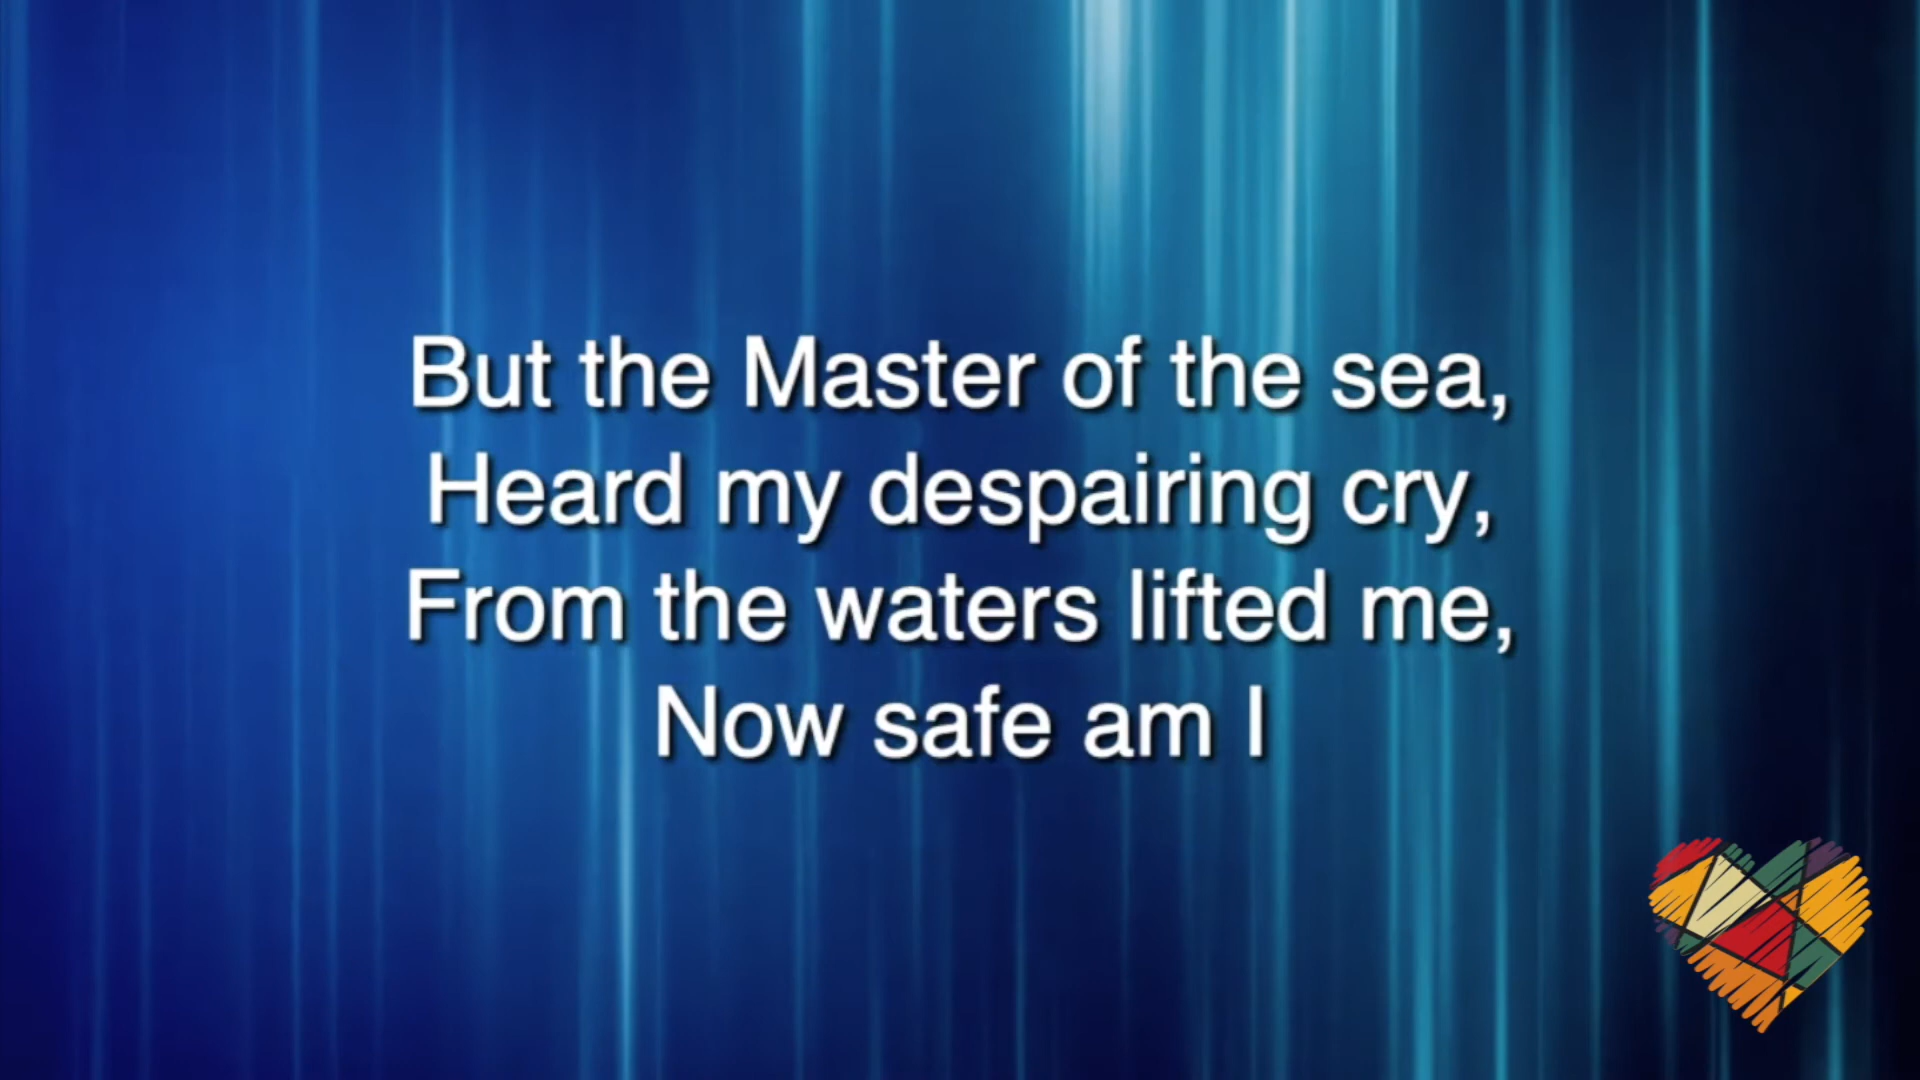 But the Master of the sea,
Heard my despairing cry,
From the waters lifted me,
Now safe am I